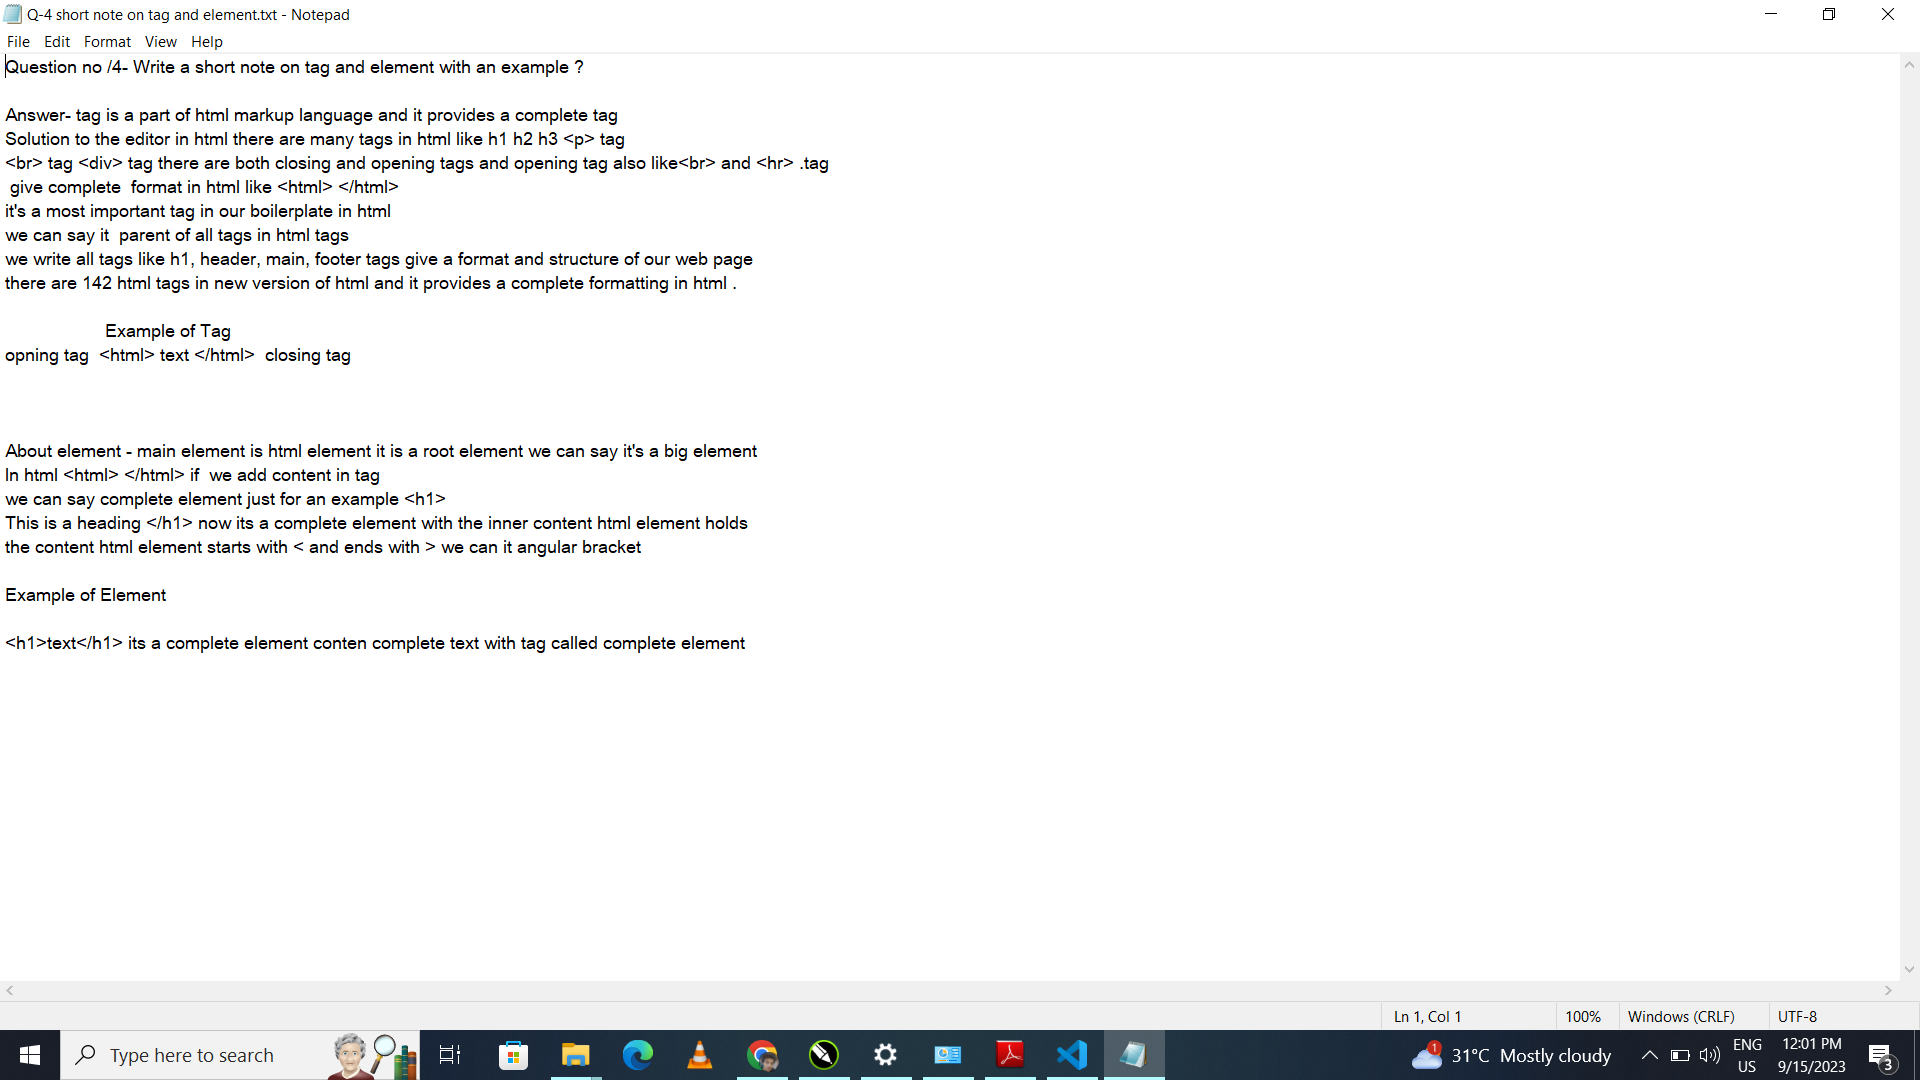 Q-4 short note on tag and element.txt - Notepad
File Edit Format View Help
Question no /4- Write a short note on tag and element with an example ?
Answer- tag is a part of html markup language and it provides a complete tag
Solution to the editor in html there are many tags in html like h1 h2 h3 <p> tag
<br> tag <div> tag there are both closing and opening tags and opening tag also like<br> and <hr> .tag
give complete  format in html like <html> </html>
it's a most important tag in our boilerplate in html
we can say it  parent of all tags in html tags
we write all tags like h1, header, main, footer tags give a format and structure of our web page
there are 142 html tags in new version of html and it provides a complete formatting in html .
Example of Tag
opning tag  <html> text </html>  closing tag
About element - main element is html element it is a root element we can say it's a big element
In html <html> </html> if  we add content in tag
we can say complete element just for an example <h1>
This is a heading </h1> now its a complete element with the inner content html element holds
the content html element starts with < and ends with > we can it angular bracket
Example of Element
<h1>text</h1> its a complete element conten complete text with tag called complete element
Ln 1, Col 1 100% Windows (CRLF) UTF-8
Type here to search
1 31°C Mostly cloudy
ENG
US
12:01 PM
9/15/2023
3